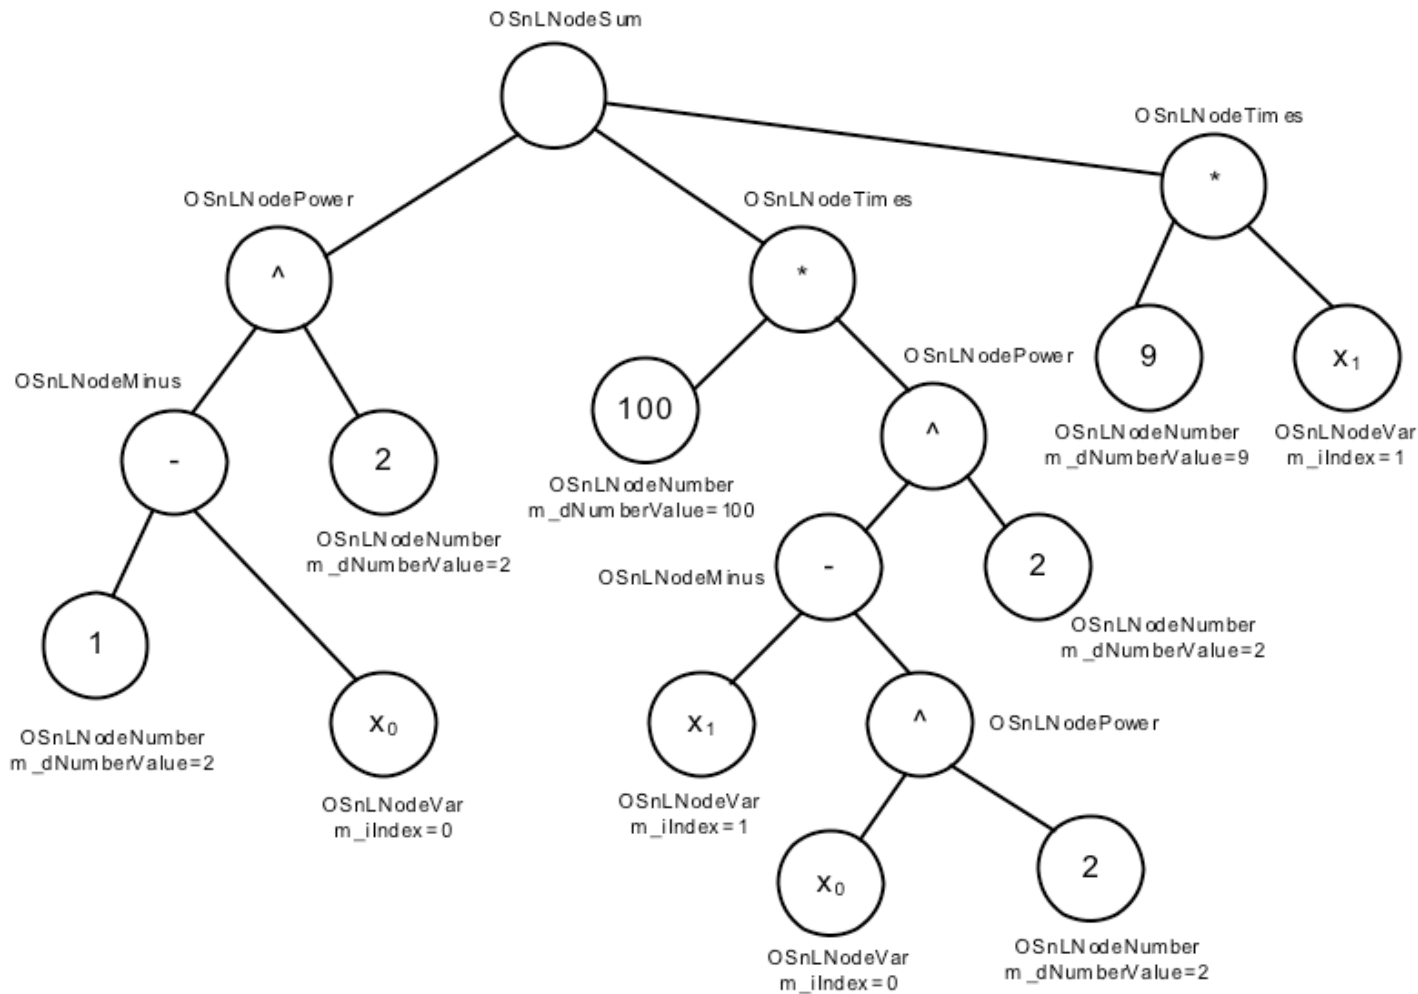 OSnLNodeSum
OSnLNodeTimes
*
OSnLNodePower
^
OSnLNodeTimes
*
9
OSnLNodeNumber
m_dNumberValue=9
x₁
OSnLNodeVar
m_iIndex=1
OSnLNodeMinus
-
2
OSnLNodeNumber
m_dNumberValue=2
100
OSnLNodeNumber
m_dNumberValue=100
OSnLNodePower
^
1
OSnLNodeNumber
m_dNumberValue=2
x₀
OSnLNodeVar
m_iIndex=0
OSnLNodeMinus
-
2
OSnLNodeNumber
m_dNumberValue=2
x₁
OSnLNodeVar
m_iIndex=1
^
OSnLNodePower
x₀
OSnLNodeVar
m_iIndex=0
2
OSnLNodeNumber
m_dNumberValue=2